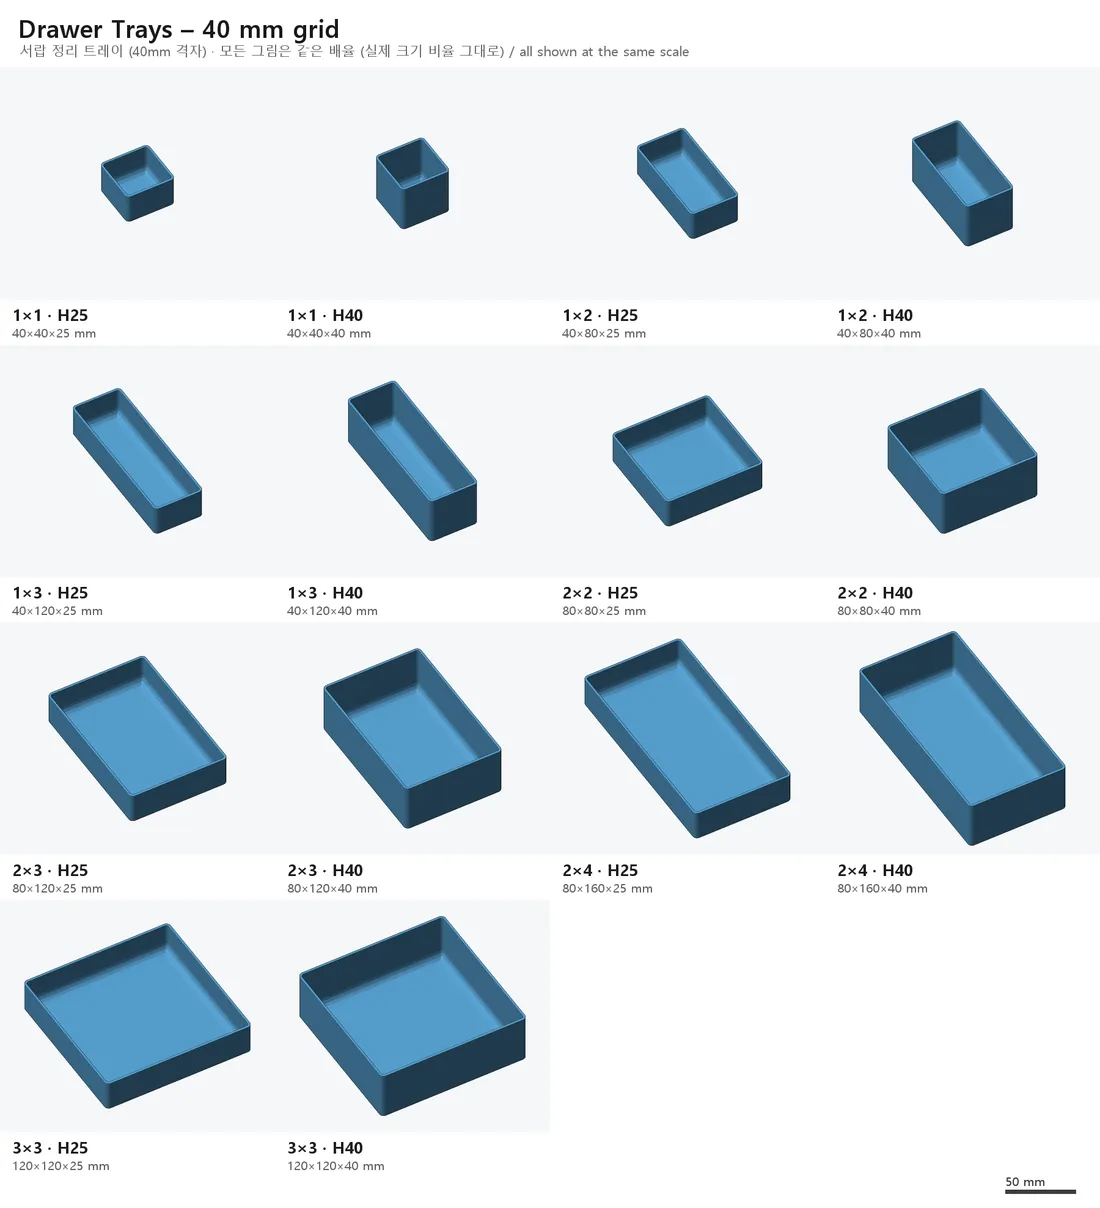 Drawer Trays – 40 mm grid
서랍 정리 트레이 (40mm 격자) · 모든 그림은 같은 배율 (실제 크기 비율 그대로) / all shown at the same scale
1×1 · H25
40×40×25 mm
1×1 · H40
40×40×40 mm
1×2 · H25
40×80×25 mm
1×2 · H40
40×80×40 mm
1×3 · H25
40×120×25 mm
1×3 · H40
40×120×40 mm
2×2 · H25
80×80×25 mm
2×2 · H40
80×80×40 mm
2×3 · H25
80×120×25 mm
2×3 · H40
80×120×40 mm
2×4 · H25
80×160×25 mm
2×4 · H40
80×160×40 mm
3×3 · H25
120×120×25 mm
3×3 · H40
120×120×40 mm
50 mm